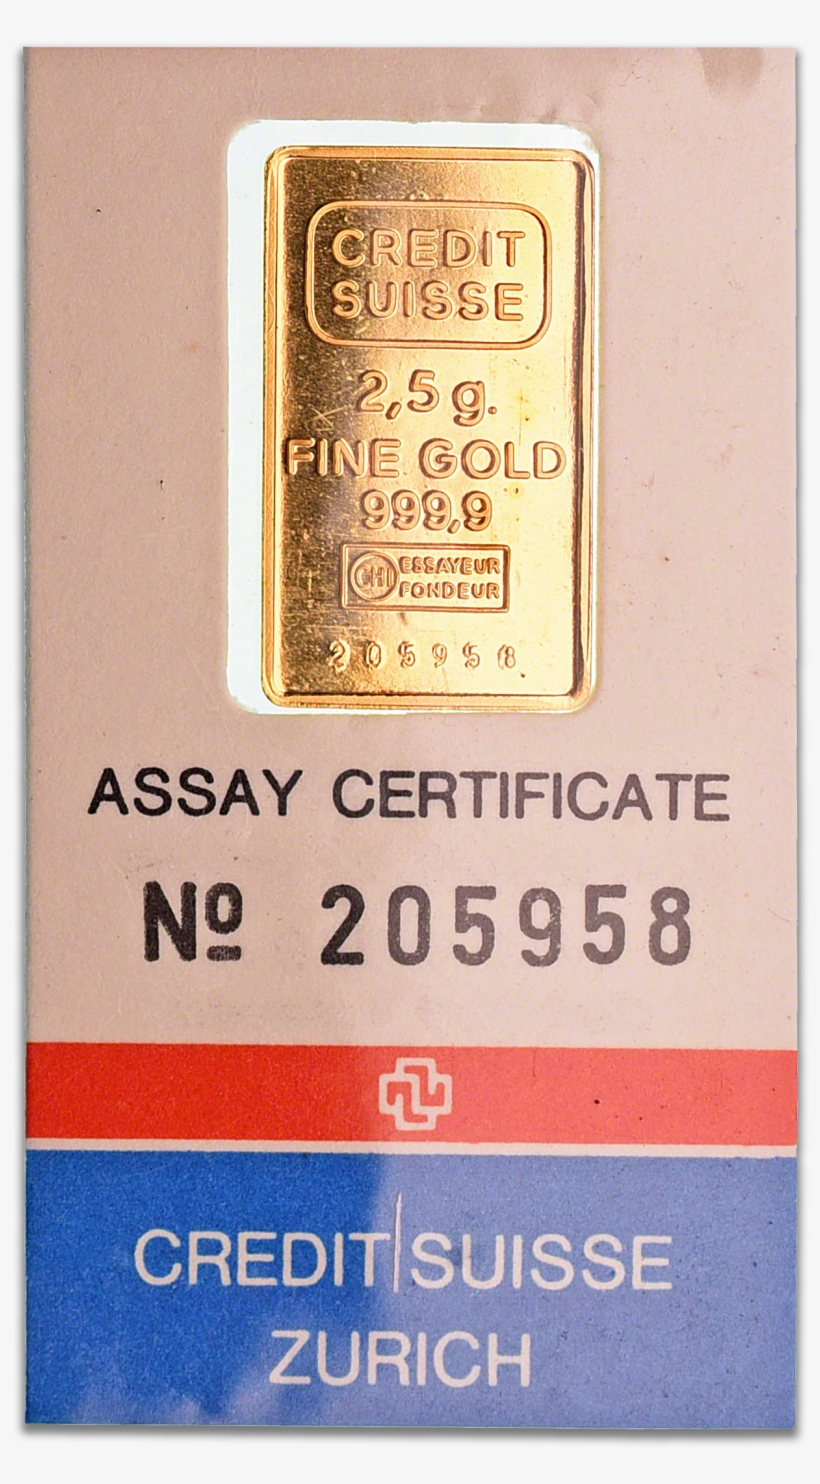 CREDIT
SUISSE
2,5 g.
FINE GOLD
999,9
CHI ESSAYEUR
FONDEUR
205958
ASSAY CERTIFICATE
Nº 205958
CREDIT SUISSE
ZURICH